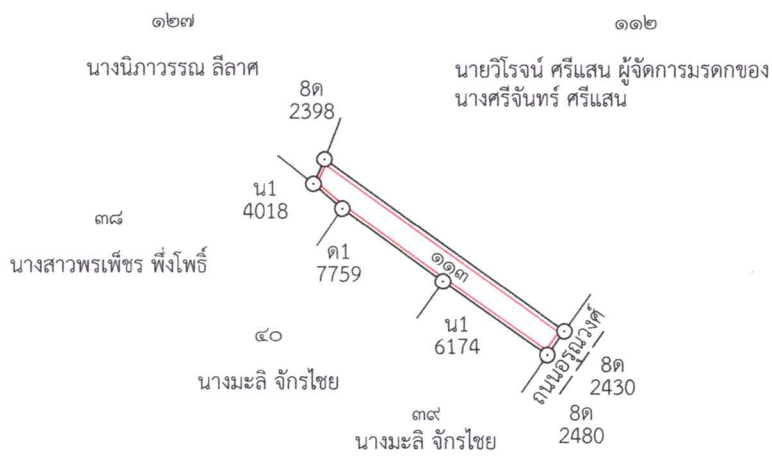 ๑๒๗
๑๑๒
นางนิภาวรรณ ลีลาศ
นายวิโรจน์ ศรีแสน ผู้จัดการมรดกของ
นางศรีจันทร์ ศรีแสน
8ด
2398
น1
4018
๓๘
นางสาวพรเพ็ชร พึ่งโพธิ์
ด1
7759
๑๑๓
น1
6174
๔๐
นางมะลิ จักรไชย
ถนนอรุณวงศ์
8ด
2430
8ด
2480
๓๙
นางมะลิ จักรไชย